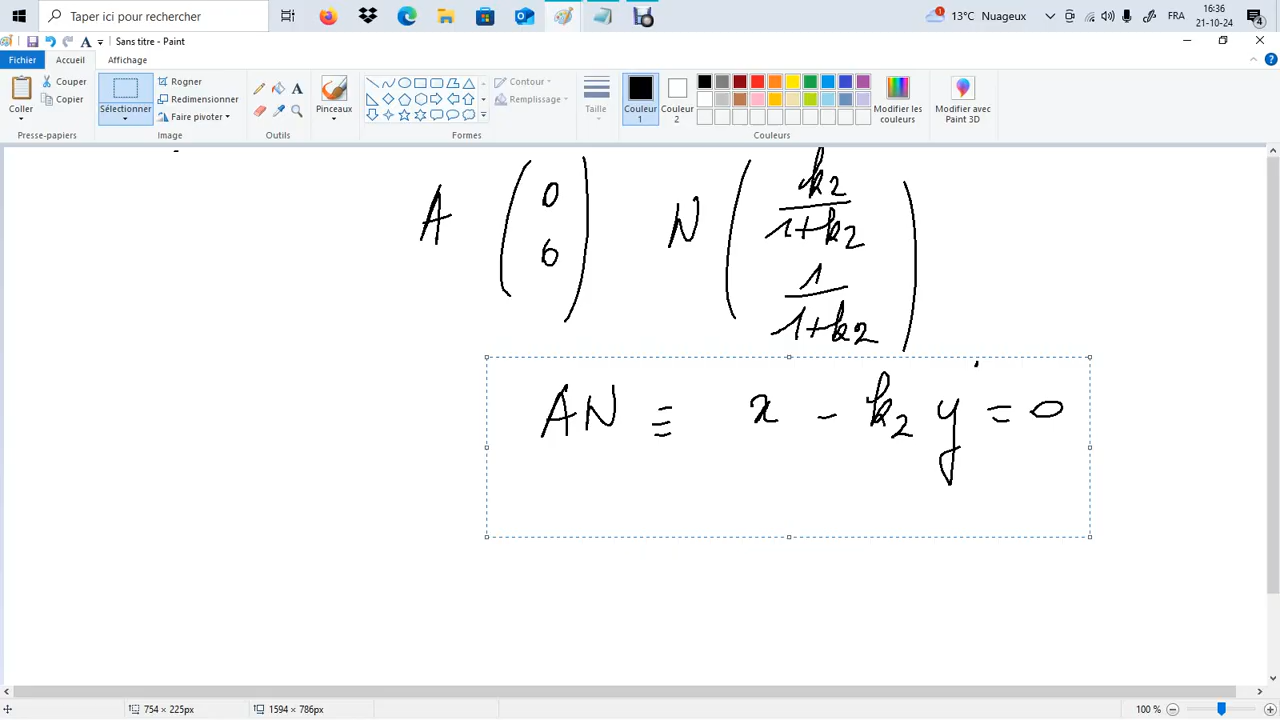 Taper ici pour rechercher
13°C Nuageux
FRA
16:36
21-10-24
4
Sans titre - Paint
Fichier
Accueil
Affichage
Coller
Couper
Copier
Presse-papiers
Sélectionner
Rogner
Redimensionner
Faire pivoter
Image
A
Outils
Pinceaux
Contour
Remplissage
Formes
Taille
Couleur 1
Couleur 2
Modifier les couleurs
Modifier avec Paint 3D
Couleurs
A ( 0 ) N ( k2 / 1+k2 )
0 1 / 1+k2
AN ≡ x - k2 y = 0
754 × 225px
1594 × 786px
100 %